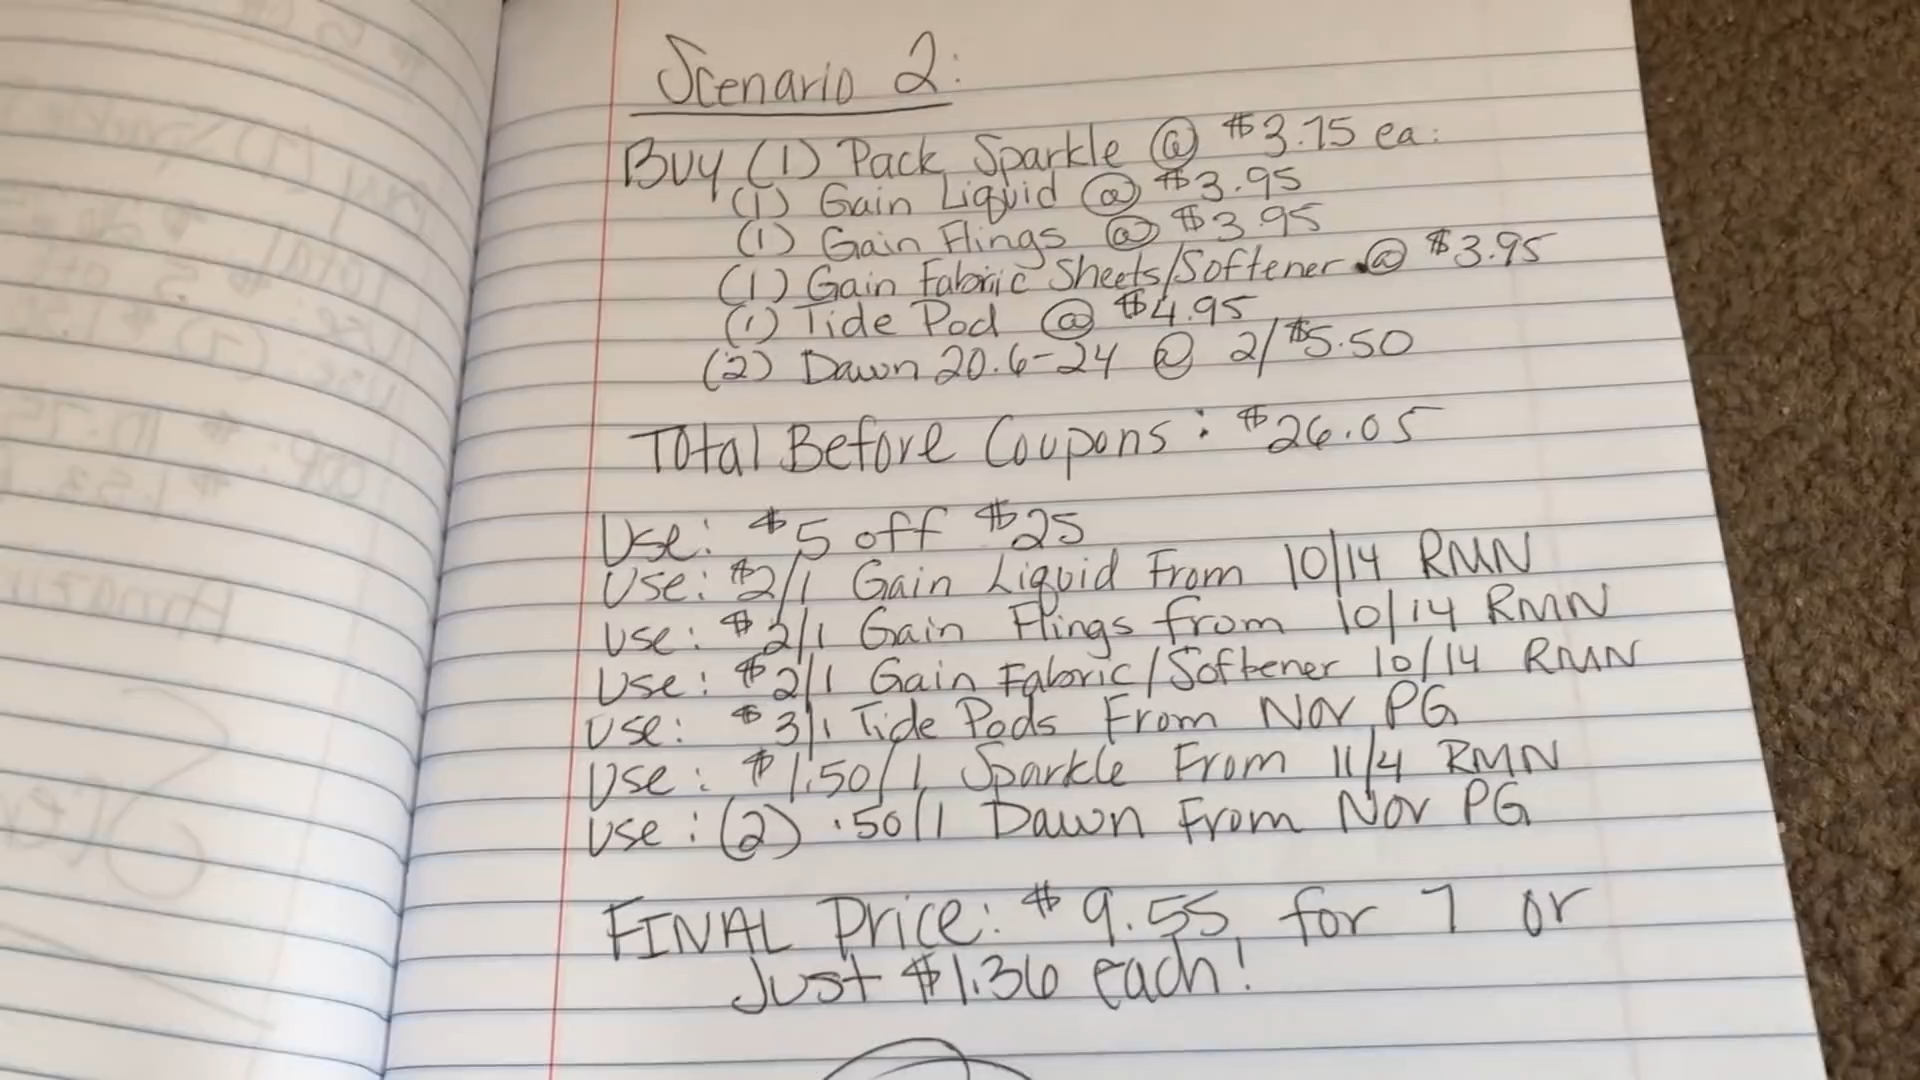 Scenario 2:
Buy (1) Pack Sparkle @ $3.75 ea:
(1) Gain Liquid @ $3.95
(1) Gain Flings @ $3.95
(1) Gain Fabric Sheets/Softener @ $3.95
(1) Tide Pod @ $4.95
(2) Dawn 20.6-24 @ 2/$5.50
Total Before Coupons: $26.05
Use: $5 off $25
Use: $2/1 Gain Liquid From 10/14 RMN
Use: $2/1 Gain Flings from 10/14 RMN
Use: $2/1 Gain Fabric/Softener 10/14 RMN
Use: $3/1 Tide Pods From Nov PG
Use: $1.50/1 Sparkle From 11/4 RMN
Use: (2) .50/1 Dawn From Nov PG
FINAL Price: $9.55 for 7 or
Just $1.36 each!